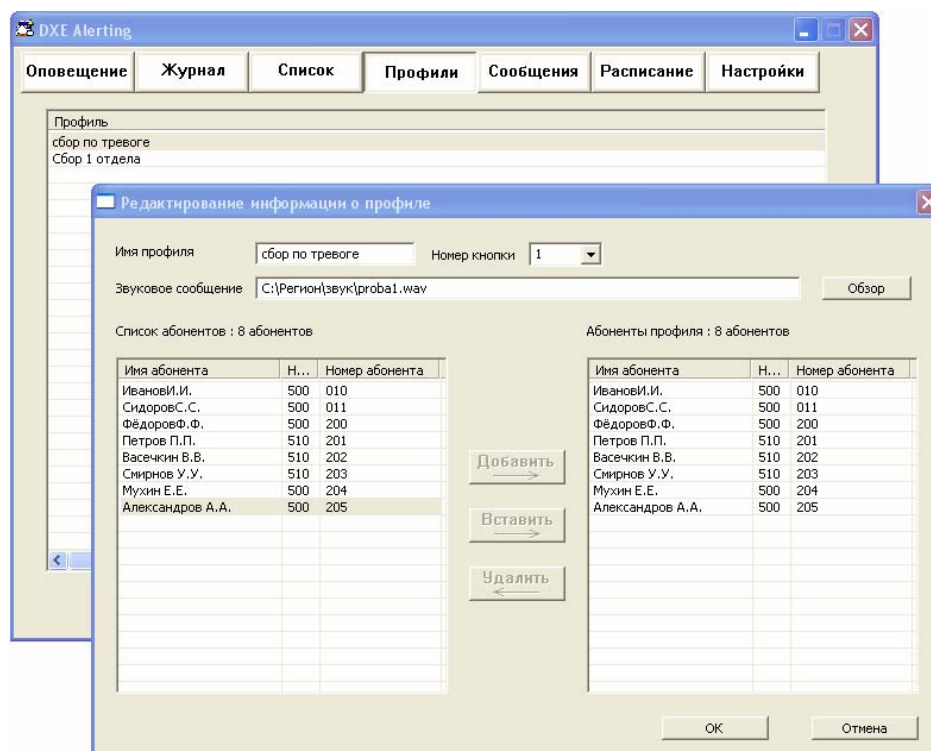 DXE Alerting
Оповещение Журнал Список Профили Сообщения Расписание Настройки
Профиль
сбор по тревоге
Сбор 1 отдела
Редактирование информации о профиле
Имя профиля сбор по тревоге Номер кнопки 1
Звуковое сообщение C:\Регион\звук\proba1.wav Обзор
Список абонентов : 8 абонентов Абоненты профиля : 8 абонентов
Имя абонента Н... Номер абонента Имя абонента Н... Номер абонента
ИвановИ.И. 500 010 ИвановИ.И. 500 010
СидоровС.С. 500 011 СидоровС.С. 500 011
ФёдоровФ.Ф. 500 200 ФёдоровФ.Ф. 500 200
Петров П.П. 510 201 Петров П.П. 510 201
Васечкин В.В. 510 202 Васечкин В.В. 510 202
Смирнов У.У. 510 203 Смирнов У.У. 510 203
Мухин Е.Е. 500 204 Мухин Е.Е. 500 204
Александров А.А. 500 205 Александров А.А. 500 205
Добавить
Вставить
Удалить
OK Отмена